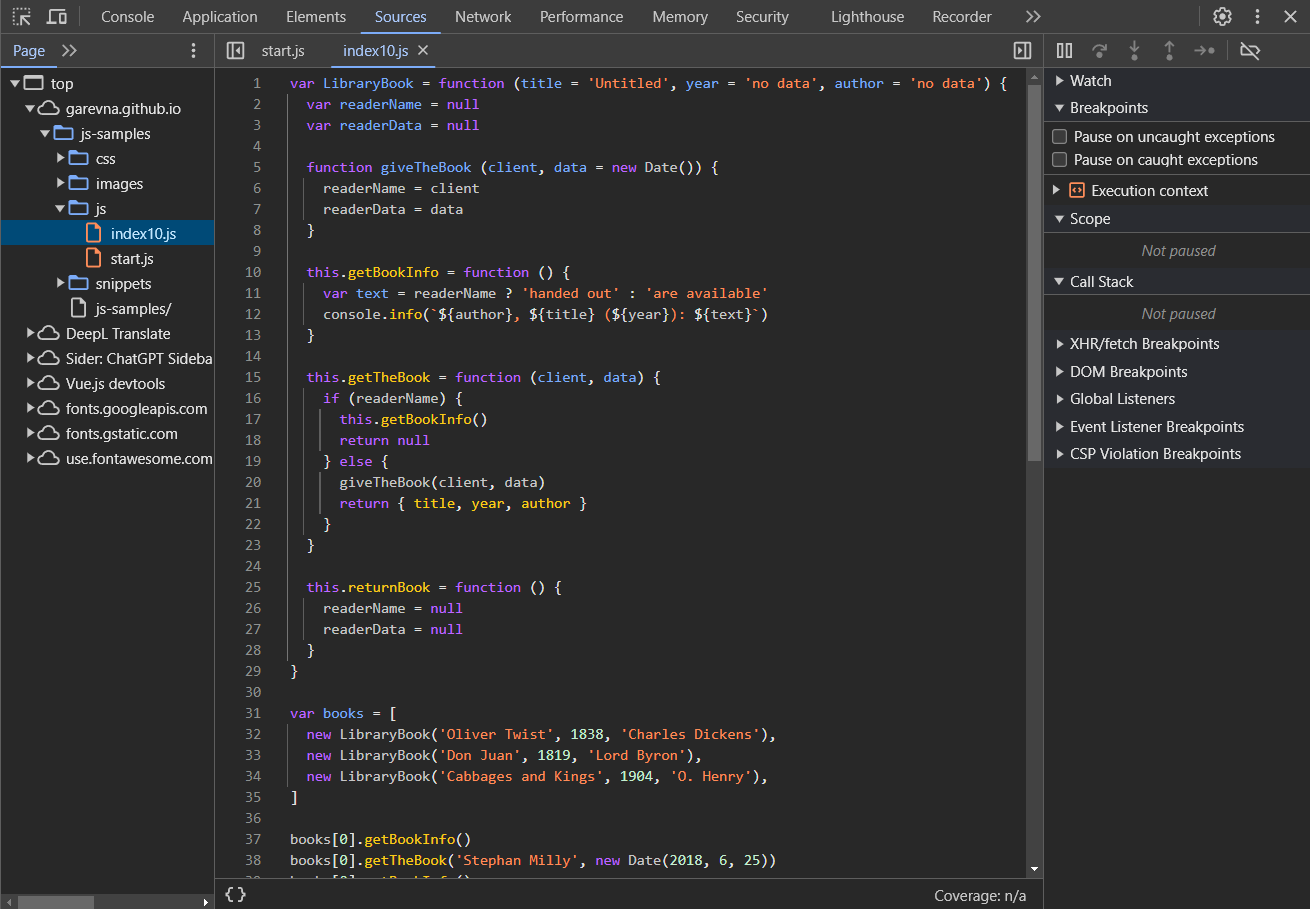 Console Application Elements Sources Network Performance Memory Security Lighthouse Recorder
Page
start.js index10.js
top
garevna.github.io
js-samples
css
images
js
index10.js
start.js
snippets
js-samples/
DeepL Translate
Sider: ChatGPT Sideba
Vue.js devtools
fonts.googleapis.com
fonts.gstatic.com
use.fontawesome.com
1 var LibraryBook = function (title = 'Untitled', year = 'no data', author = 'no data') {
2 var readerName = null
3 var readerData = null
4
5 function giveTheBook (client, data = new Date()) {
6 readerName = client
7 readerData = data
8 }
9
10 this.getBookInfo = function () {
11 var text = readerName ? 'handed out' : 'are available'
12 console.info(`${author}, ${title} (${year}): ${text}`)
13 }
14
15 this.getTheBook = function (client, data) {
16 if (readerName) {
17 this.getBookInfo()
18 return null
19 } else {
20 giveTheBook(client, data)
21 return { title, year, author }
22 }
23 }
24
25 this.returnBook = function () {
26 readerName = null
27 readerData = null
28 }
29 }
30
31 var books = [
32 new LibraryBook('Oliver Twist', 1838, 'Charles Dickens'),
33 new LibraryBook('Don Juan', 1819, 'Lord Byron'),
34 new LibraryBook('Cabbages and Kings', 1904, 'O. Henry'),
35 ]
36
37 books[0].getBookInfo()
38 books[0].getTheBook('Stephan Milly', new Date(2018, 6, 25))
{ } Coverage: n/a
Watch
Breakpoints
Pause on uncaught exceptions
Pause on caught exceptions
Execution context
Scope
Not paused
Call Stack
Not paused
XHR/fetch Breakpoints
DOM Breakpoints
Global Listeners
Event Listener Breakpoints
CSP Violation Breakpoints